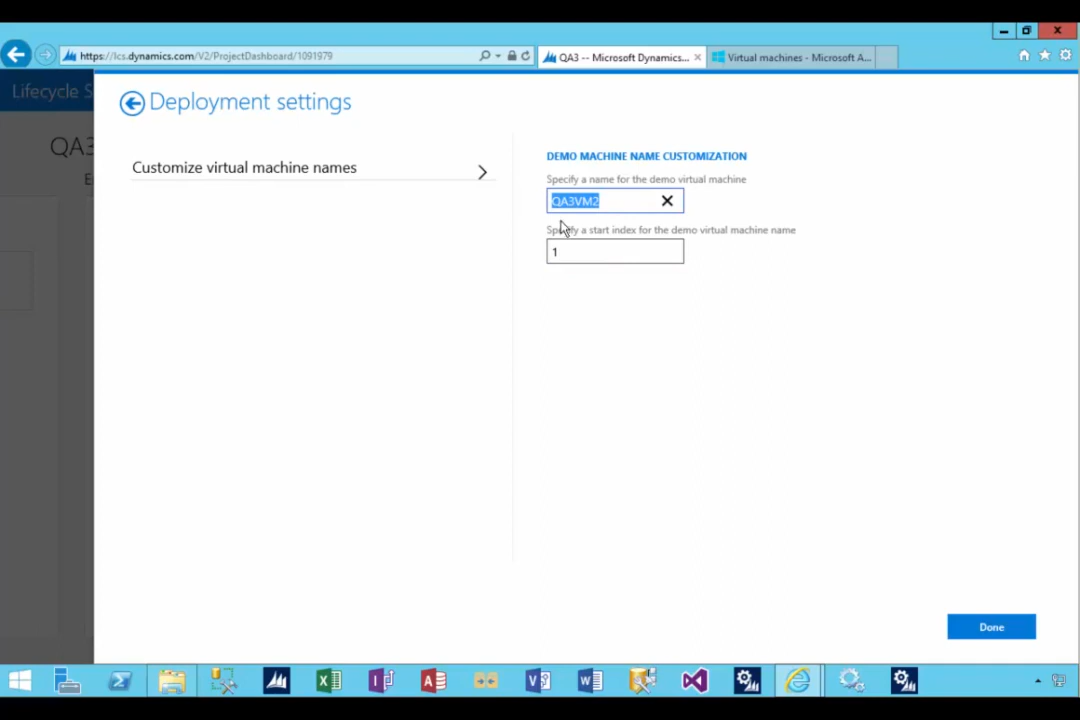 https://lcs.dynamics.com/V2/ProjectDashboard/1091979
QA3 -- Microsoft Dynamics...
Virtual machines - Microsoft A...
Lifecycle S
QA3
E
Deployment settings
Customize virtual machine names
DEMO MACHINE NAME CUSTOMIZATION
Specify a name for the demo virtual machine
QA3VM2
Specify a start index for the demo virtual machine name
1
Done